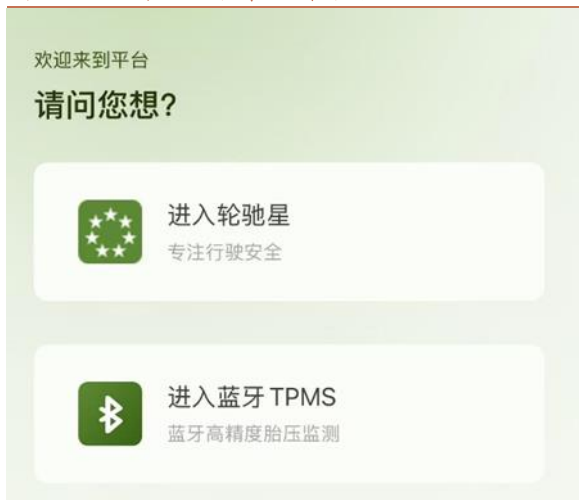 欢迎来到平台
请问您想?
进入轮驰星
专注行驶安全
进入蓝牙 TPMS
蓝牙高精度胎压监测